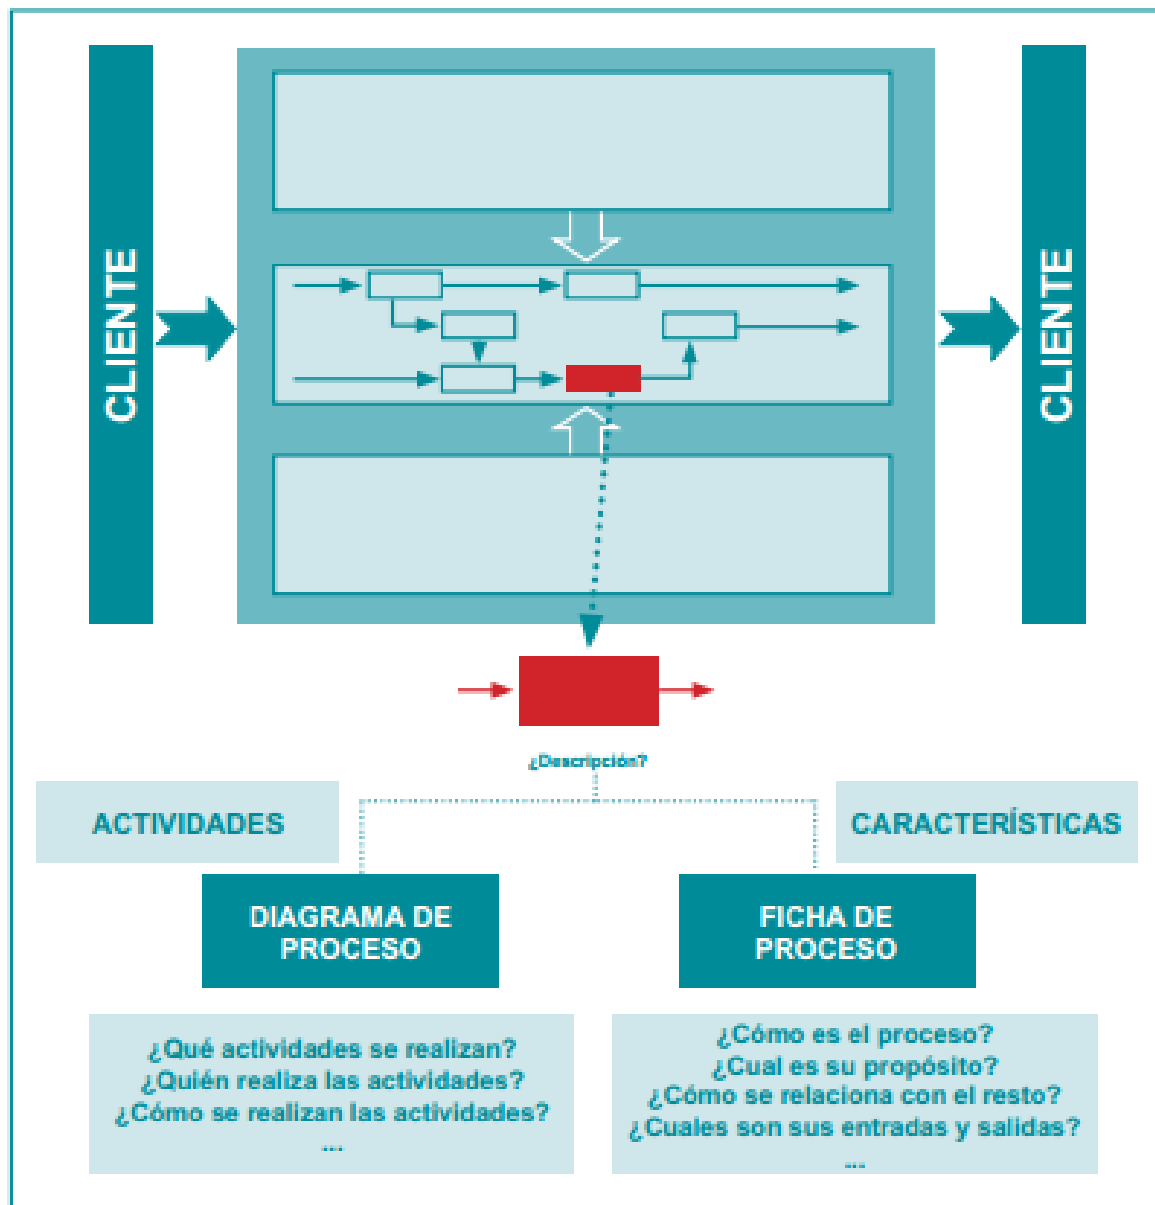 CLIENTE
CLIENTE
¿Descripción?
ACTIVIDADES
CARACTERÍSTICAS
DIAGRAMA DE
PROCESO
FICHA DE
PROCESO
¿Qué actividades se realizan?
¿Quién realiza las actividades?
¿Cómo se realizan las actividades?
...
¿Cómo es el proceso?
¿Cual es su propósito?
¿Cómo se relaciona con el resto?
¿Cuales son sus entradas y salidas?
...